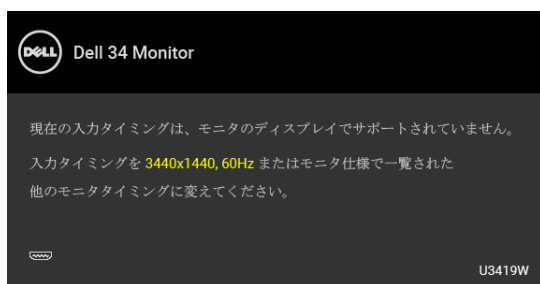 DELL Dell 34 Monitor
現在の入力タイミングは、モニタのディスプレイでサポートされていません。
入力タイミングを 3440x1440, 60Hz またはモニタ仕様で一覧された
他のモニタタイミングに変えてください。
U3419W